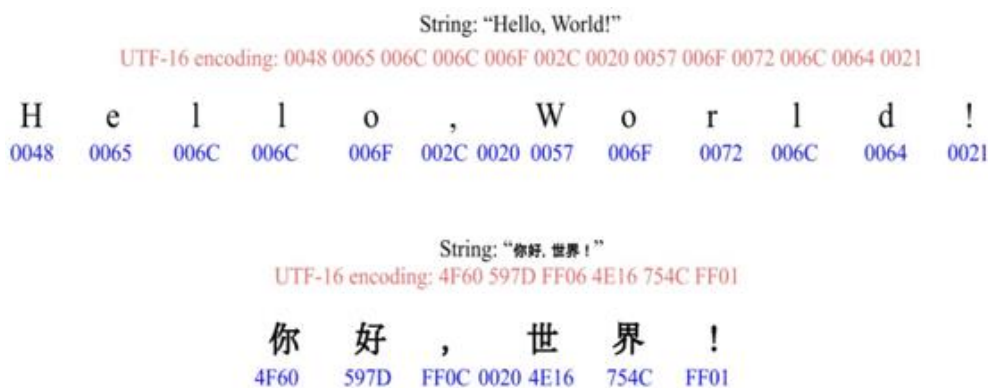 String: “Hello, World!”
UTF-16 encoding: 0048 0065 006C 006C 006F 002C 0020 0057 006F 0072 006C 0064 0021
H e l l o , W o r l d !
0048 0065 006C 006C 006F 002C 0020 0057 006F 0072 006C 0064 0021
String: “你好, 世界！”
UTF-16 encoding: 4F60 597D FF06 4E16 754C FF01
你 好 ， 世 界 ！
4F60 597D FF0C 0020 4E16 754C FF01